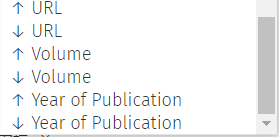 ↑ URL
↓ URL
↑ Volume
↓ Volume
↑ Year of Publication
↓ Year of Publication